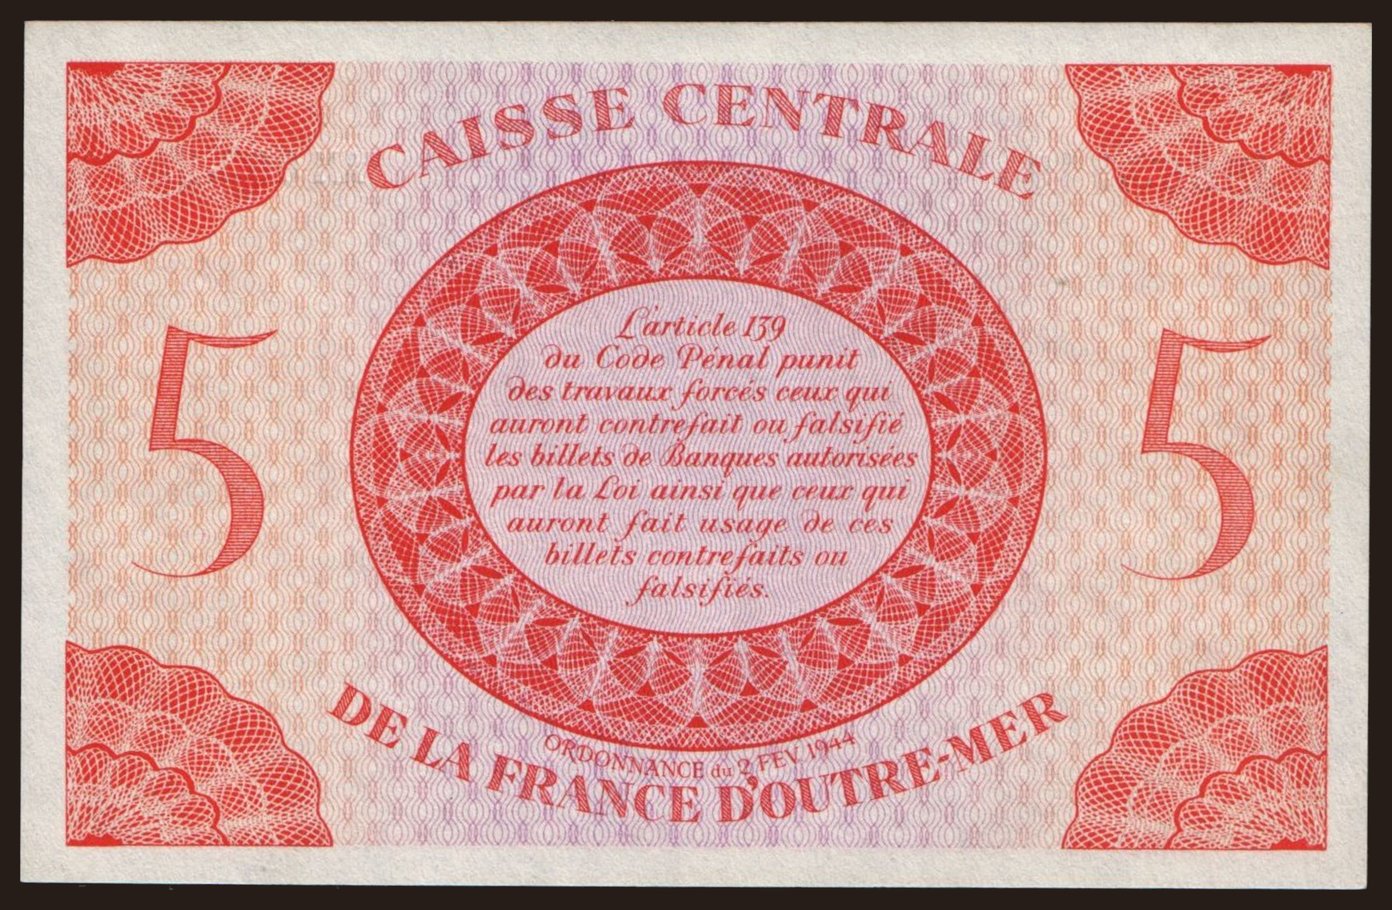 CAISSE CENTRALE
5
L'article 139
du Code Pénal punit
des travaux forcés ceux qui
auront contrefait ou falsifié
les billets de Banques autorisées
par la Loi ainsi que ceux qui
auront fait usage de ces
billets contrefaits ou
falsifiés.
5
ORDONNANCE du 2 FEV. 1944
DE LA FRANCE D'OUTRE-MER